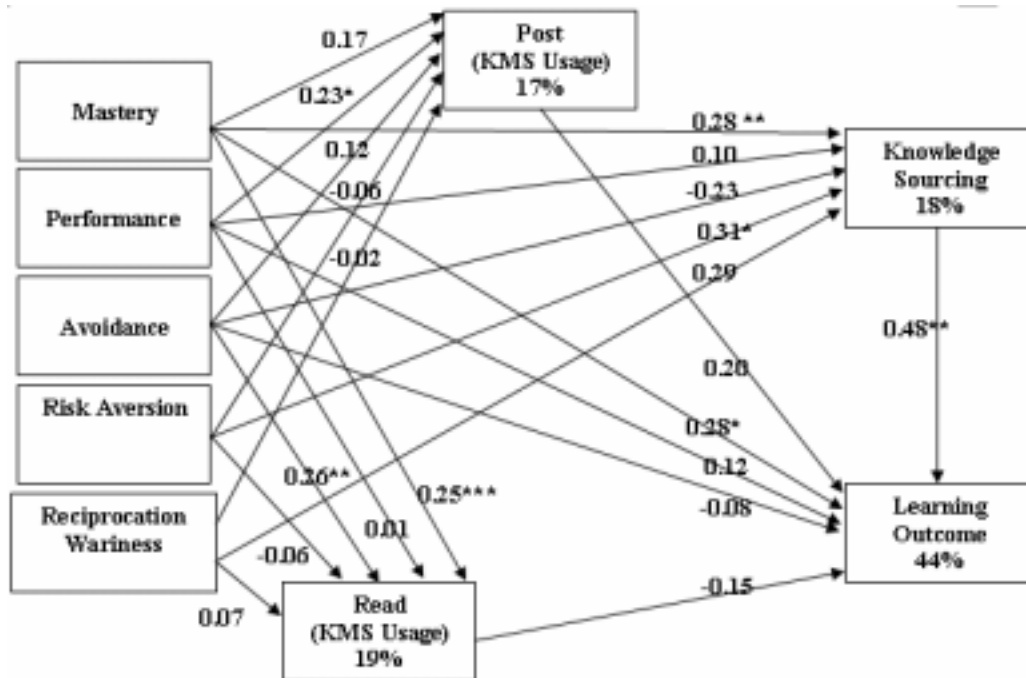 Post
(KMS Usage)
17%
0.17
Mastery
0.23*
0.28 **
Knowledge
Sourcing
18%
0.12
0.10
-0.06
-0.23
Performance
0.31*
-0.02
0.29
Avoidance
0.48**
0.20
Risk Aversion
0.28*
0.26**
0.25***
0.12
Learning
Outcome
44%
Reciprocation
Wariness
0.01
-0.08
-0.06
-0.15
0.07
Read
(KMS Usage)
19%